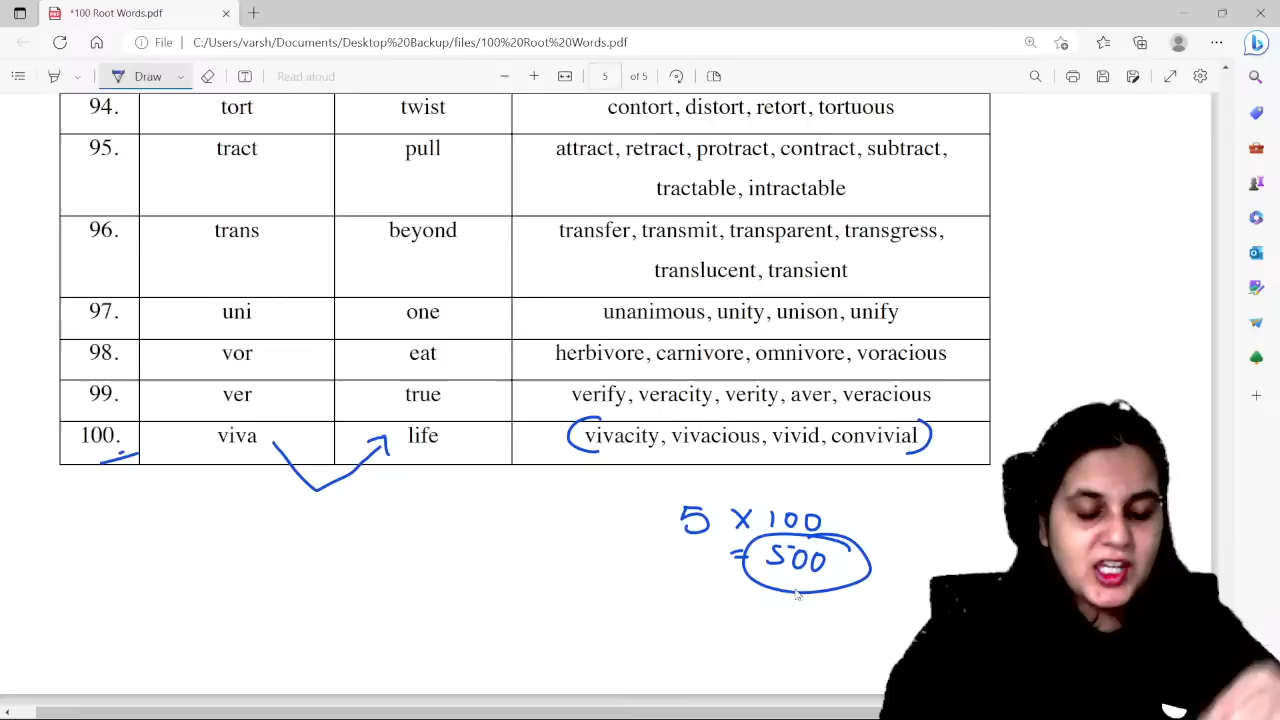 *100 Root Words.pdf
File C:/Users/varsh/Documents/Desktop%20Backup/files/100%20Root%20Words.pdf
Draw Read aloud 5 of 5
94. tort twist contort, distort, retort, tortuous
95. tract pull attract, retract, protract, contract, subtract,
tractable, intractable
96. trans beyond transfer, transmit, transparent, transgress,
translucent, transient
97. uni one unanimous, unity, unison, unify
98. vor eat herbivore, carnivore, omnivore, voracious
99. ver true verify, veracity, verity, aver, veracious
100. viva life vivacity, vivacious, vivid, convivial
5 × 100
= 500